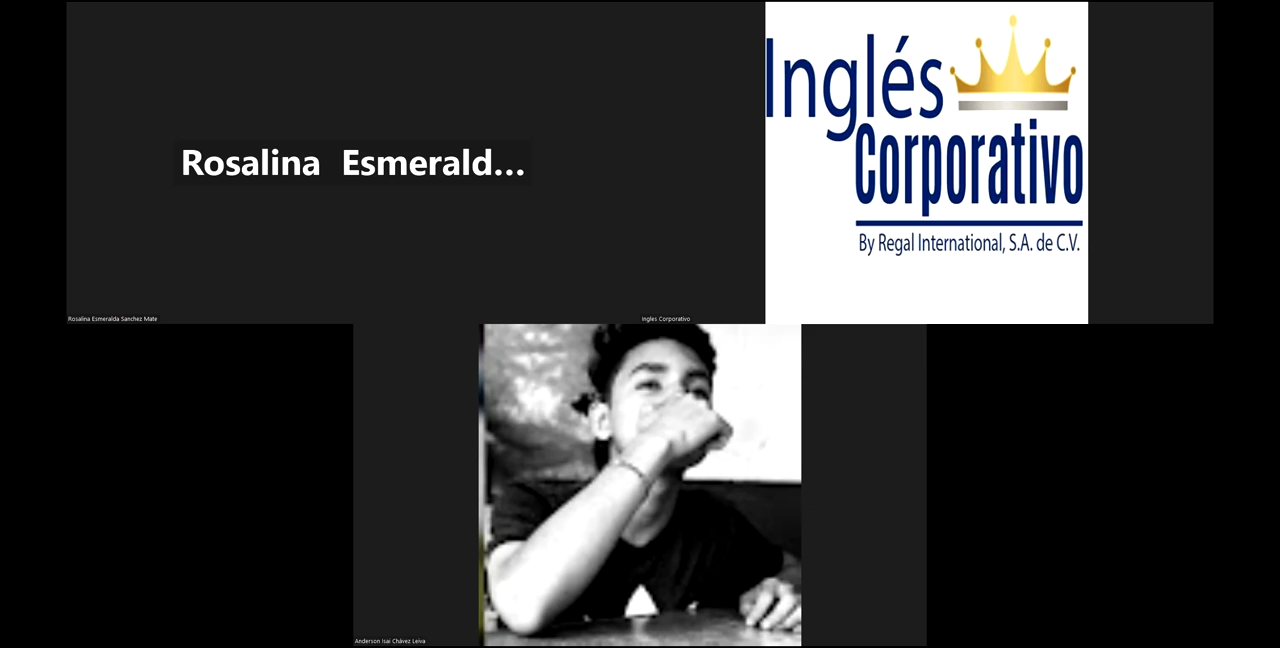 Rosalina Esmerald...
Rosalina Esmeralda Sanchez Mate
Inglés
Corporativo
By Regal International, S.A. de C.V.
Ingles Corporativo
Anderson Isai Chávez Leiva